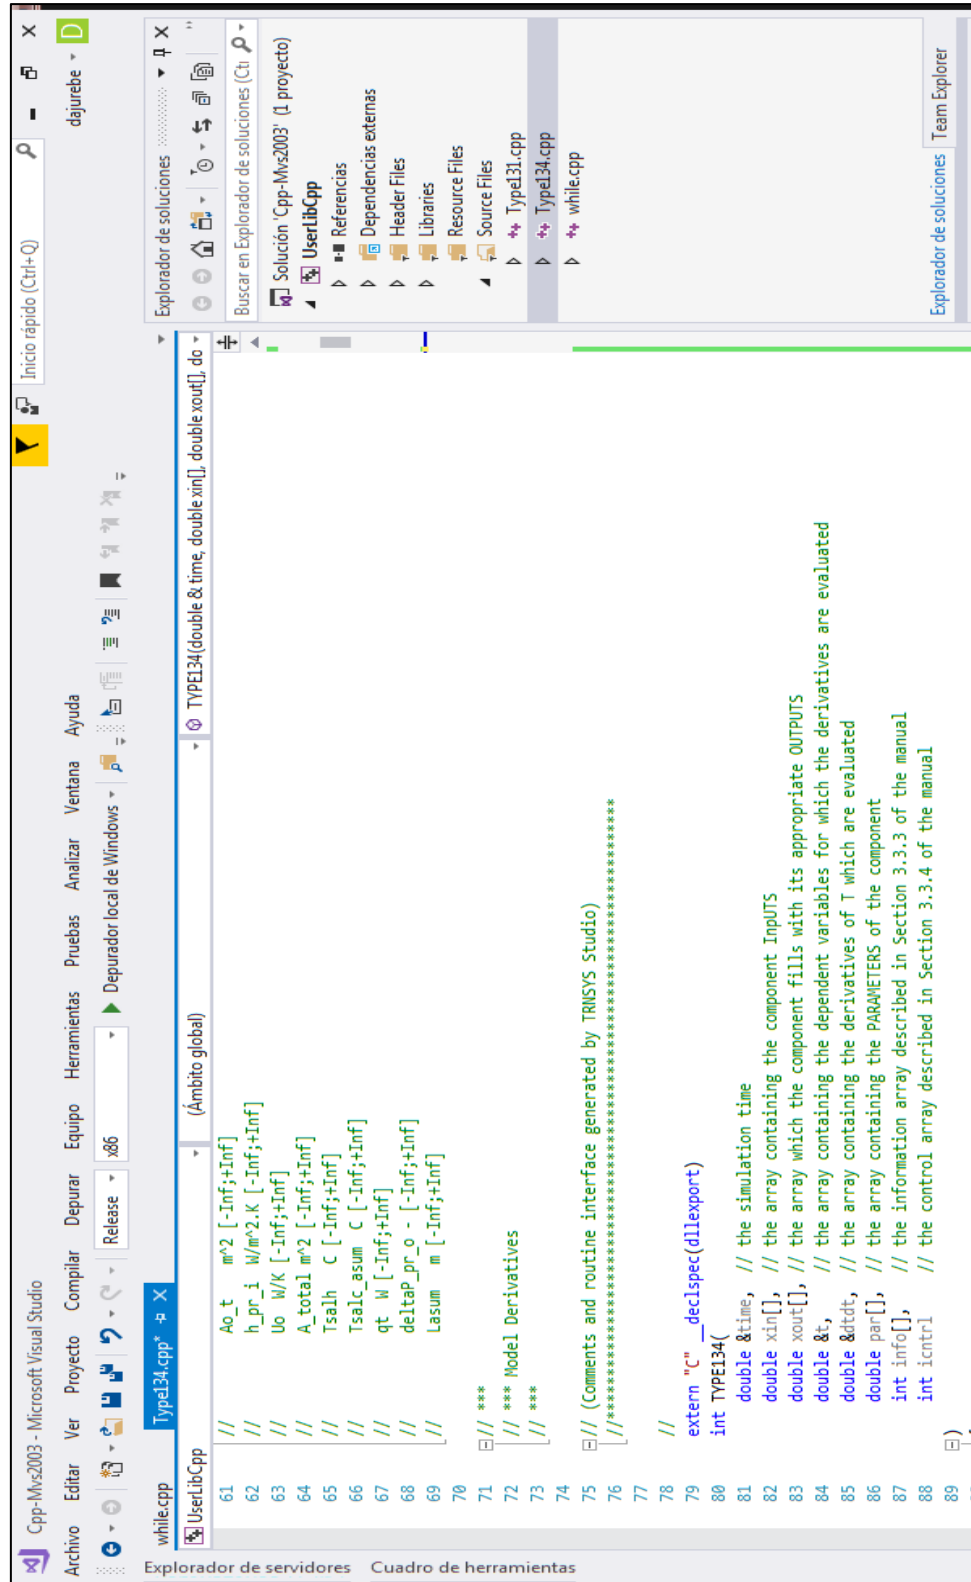 Cpp-Mvs2003 - Microsoft Visual Studio
Inicio rápido (Ctrl+Q)
Archivo Editar Ver Proyecto Compilar Depurar Equipo Herramientas Pruebas Analizar Ventana Ayuda
dajurebe
D
Release x86 Depurador local de Windows
Explorador de servidores
Cuadro de herramientas
while.cpp Type134.cpp*
UserLibCpp (Ámbito global) TYPE134(double & time, double xin[], double xout[], do
61 // Ao_t m^2 [-Inf;+Inf]
62 // h_pr_i W/m^2.K [-Inf;+Inf]
63 // Uo W/K [-Inf;+Inf]
64 // A_total m^2 [-Inf;+Inf]
65 // Tsalh C [-Inf;+Inf]
66 // Tsalc_asum C [-Inf;+Inf]
67 // qt W [-Inf;+Inf]
68 // deltaP_pr_o - [-Inf;+Inf]
69 // Lasum m [-Inf;+Inf]
70
71 // ***
72 // *** Model Derivatives
73 // ***
74
75 // (Comments and routine interface generated by TRNSYS Studio)
76 //************************************************************************
77
78 //
79 extern "C" __declspec(dllexport)
80 int TYPE134(
81 double &time, // the simulation time
82 double xin[], // the array containing the component InpUTS
83 double xout[], // the array which the component fills with its appropriate OUTPUTS
84 double &t, // the array containing the dependent variables for which the derivatives are evaluated
85 double &dtdt, // the array containing the derivatives of T which are evaluated
86 double par[], // the array containing the PARAMETERS of the component
87 int info[], // the information array described in Section 3.3.3 of the manual
88 int icntrl // the control array described in Section 3.3.4 of the manual
89 )
Explorador de soluciones
Buscar en Explorador de soluciones (Ctı
Solución 'Cpp-Mvs2003' (1 proyecto)
UserLibCpp
Referencias
Dependencias externas
Header Files
Libraries
Resource Files
Source Files
Type131.cpp
Type134.cpp
while.cpp
Explorador de soluciones Team Explorer